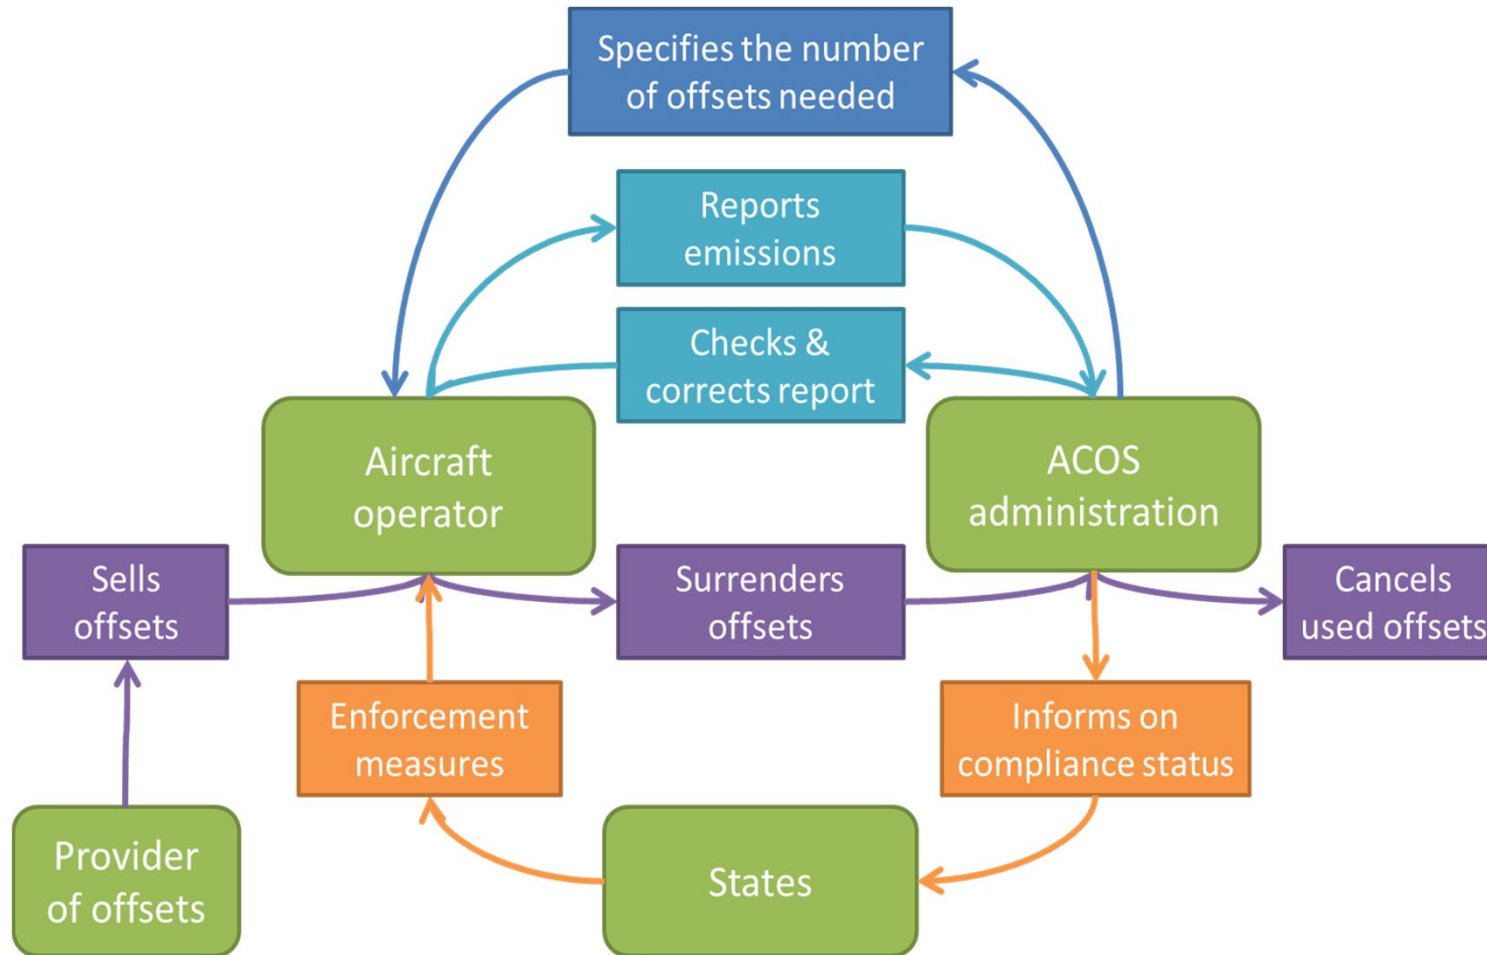 Specifies the number
of offsets needed
Reports
emissions
Checks &
corrects report
Aircraft
operator
ACOS
administration
Sells
offsets
Surrenders
offsets
Cancels
used offsets
Enforcement
measures
Informs on
compliance status
Provider
of offsets
States